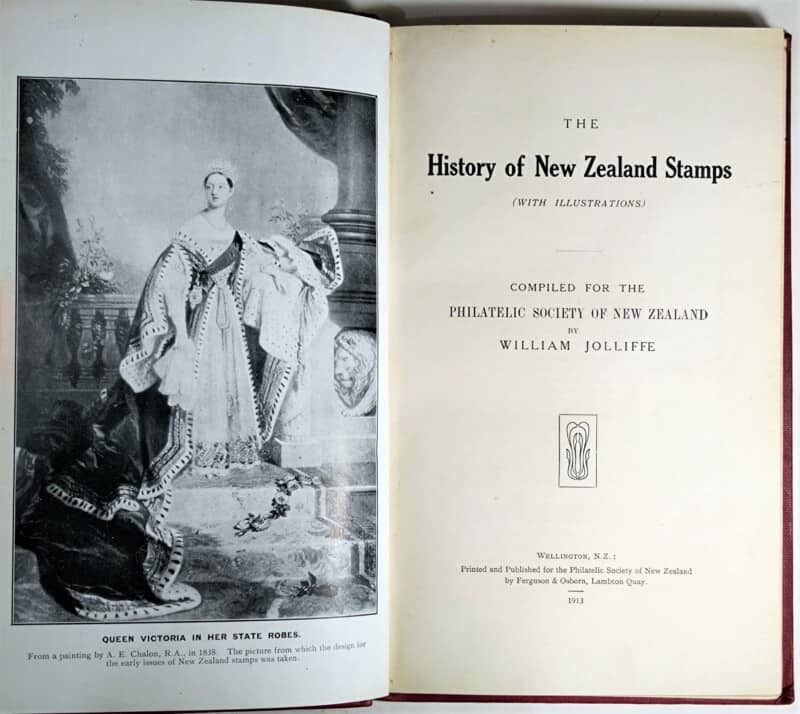 QUEEN VICTORIA IN HER STATE ROBES.
From a painting by A. E. Chalon, R.A., in 1838. The picture from which the design for
the early issues of New Zealand stamps was taken.
THE
History of New Zealand Stamps
(WITH ILLUSTRATIONS)
COMPILED FOR THE
PHILATELIC SOCIETY OF NEW ZEALAND
BY
WILLIAM JOLLIFFE
WELLINGTON, N.Z.:
Printed and Published for the Philatelic Society of New Zealand
by Ferguson & Osborn, Lambton Quay.
1913